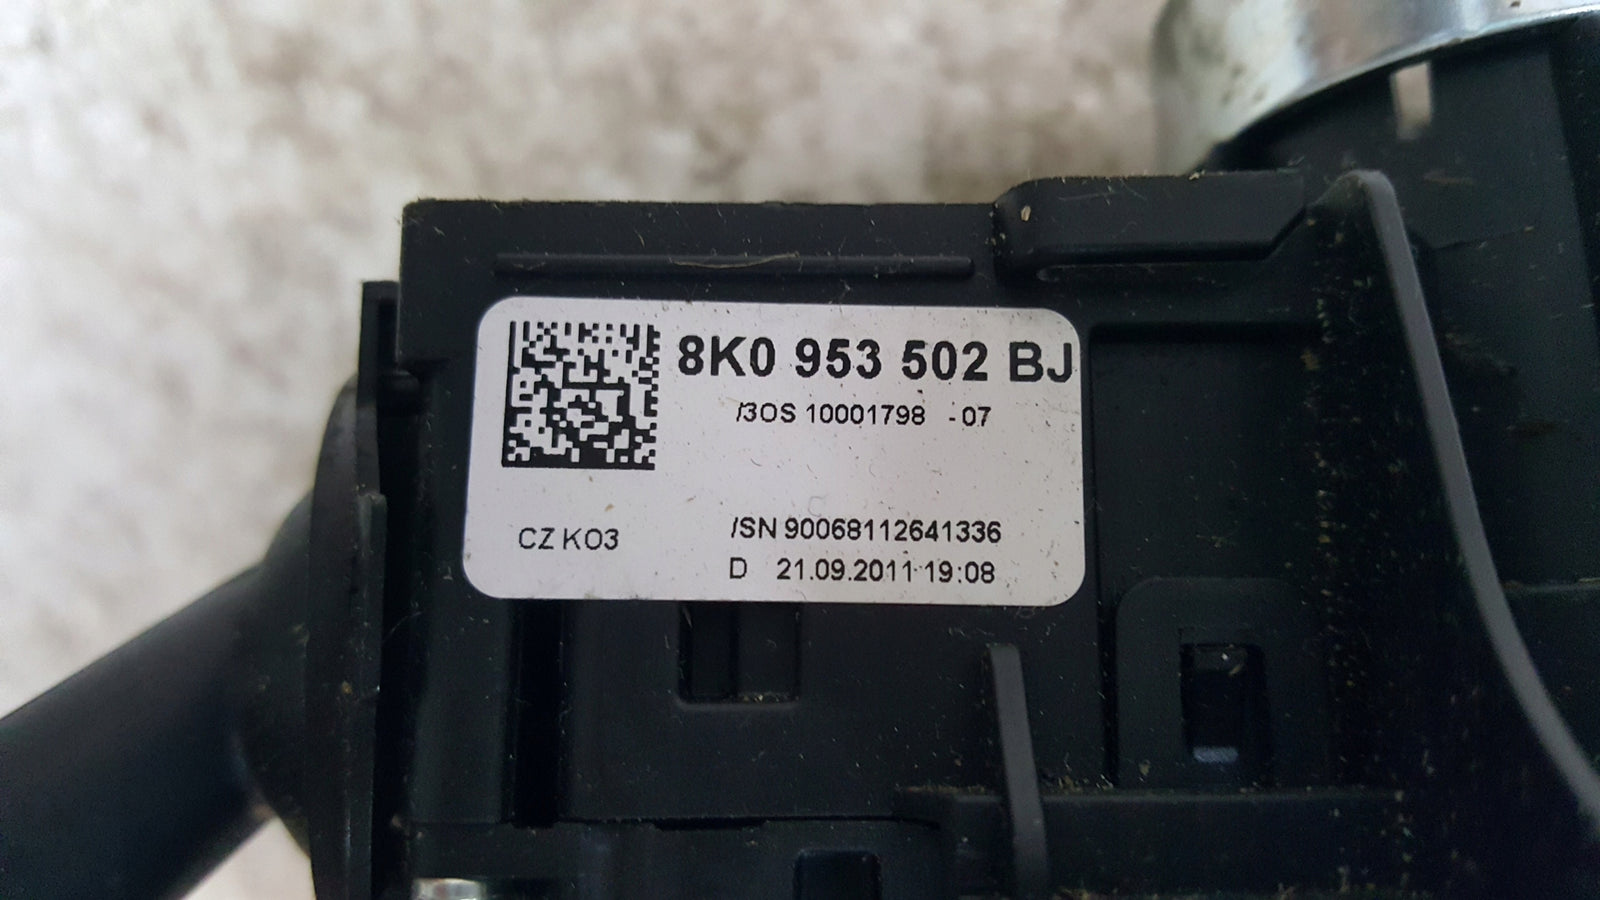 8K0 953 502 BJ
/3OS 10001798 - 07
CZ K03
/SN 90068112641336
D 21.09.2011 19:08